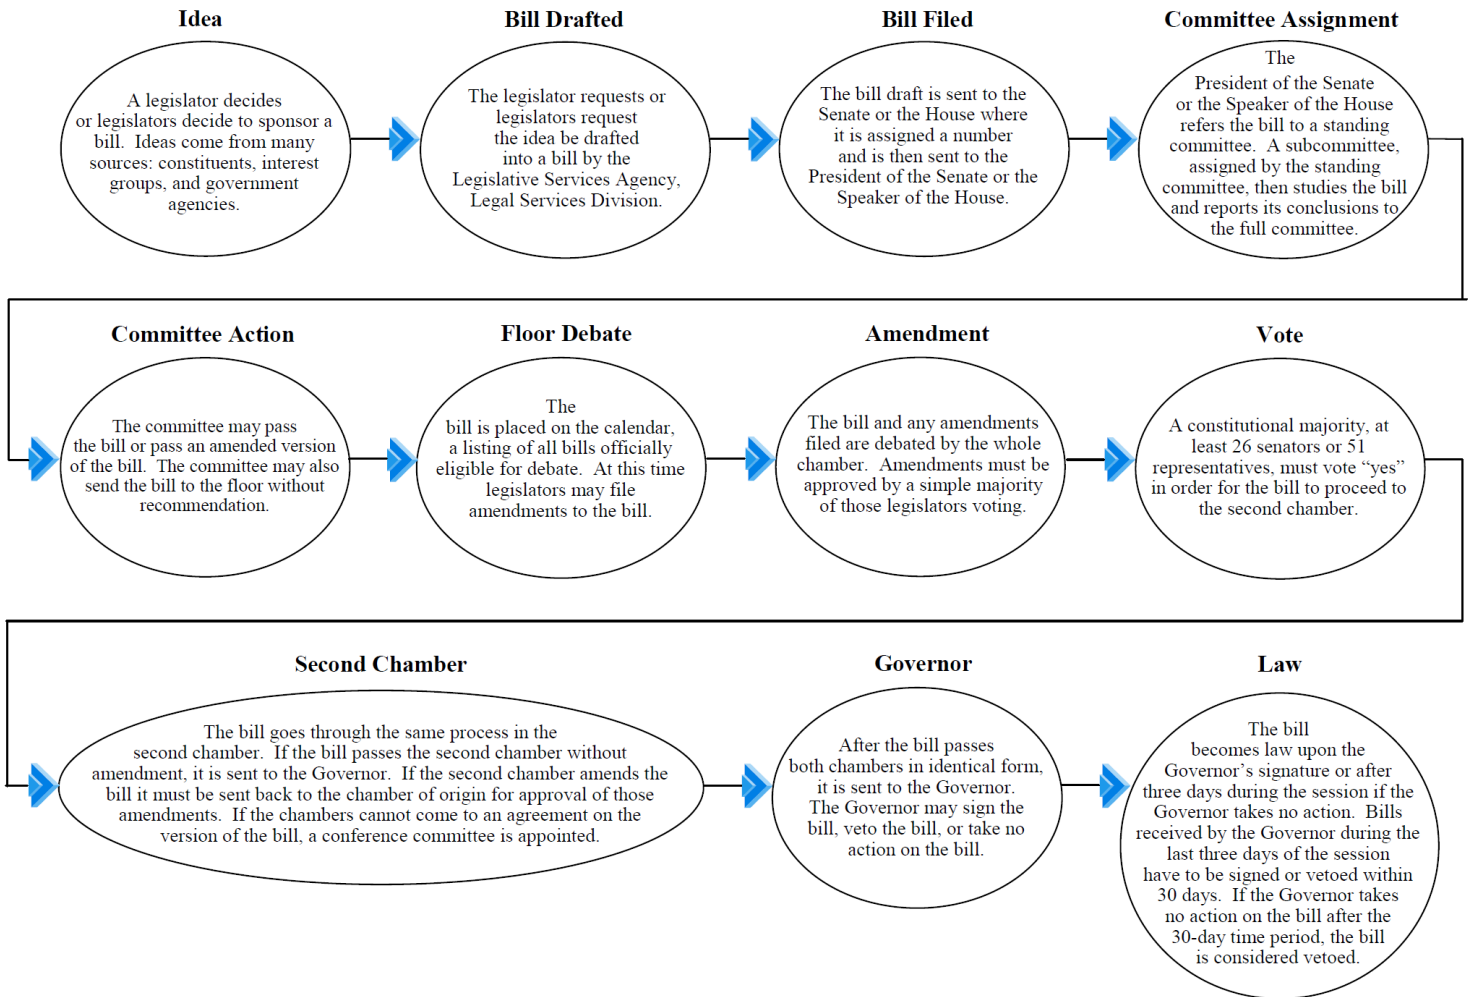 Idea
A legislator decides
or legislators decide to sponsor a
bill.  Ideas come from many
sources: constituents, interest
groups, and government
agencies.
Bill Drafted
The legislator requests or
legislators request
the idea be drafted
into a bill by the
Legislative Services Agency,
Legal Services Division.
Bill Filed
The bill draft is sent to the
Senate or the House where
it is assigned a number
and is then sent to the
President of the Senate or the
Speaker of the House.
Committee Assignment
The
President of the Senate
or the Speaker of the House
refers the bill to a standing
committee.  A subcommittee,
assigned by the standing
committee, then studies the bill
and reports its conclusions to
the full committee.
Committee Action
The committee may pass
the bill or pass an amended version
of the bill.  The committee may also
send the bill to the floor without
recommendation.
Floor Debate
The
bill is placed on the calendar,
a listing of all bills officially
eligible for debate.  At this time
legislators may file
amendments to the bill.
Amendment
The bill and any amendments
filed are debated by the whole
chamber.  Amendments must be
approved by a simple majority
of those legislators voting.
Vote
A constitutional majority, at
least 26 senators or 51
representatives, must vote “yes”
in order for the bill to proceed to
the second chamber.
Second Chamber
The bill goes through the same process in the
second chamber.  If the bill passes the second chamber without
amendment, it is sent to the Governor.  If the second chamber amends the
bill it must be sent back to the chamber of origin for approval of those
amendments.  If the chambers cannot come to an agreement on the
version of the bill, a conference committee is appointed.
Governor
After the bill passes
both chambers in identical form,
it is sent to the Governor.
The Governor may sign the
bill, veto the bill, or take no
action on the bill.
Law
The bill
becomes law upon the
Governor’s signature or after
three days during the session if the
Governor takes no action.  Bills
received by the Governor during the
last three days of the session
have to be signed or vetoed within
30 days.  If the Governor takes
no action on the bill after the
30-day time period, the bill
is considered vetoed.